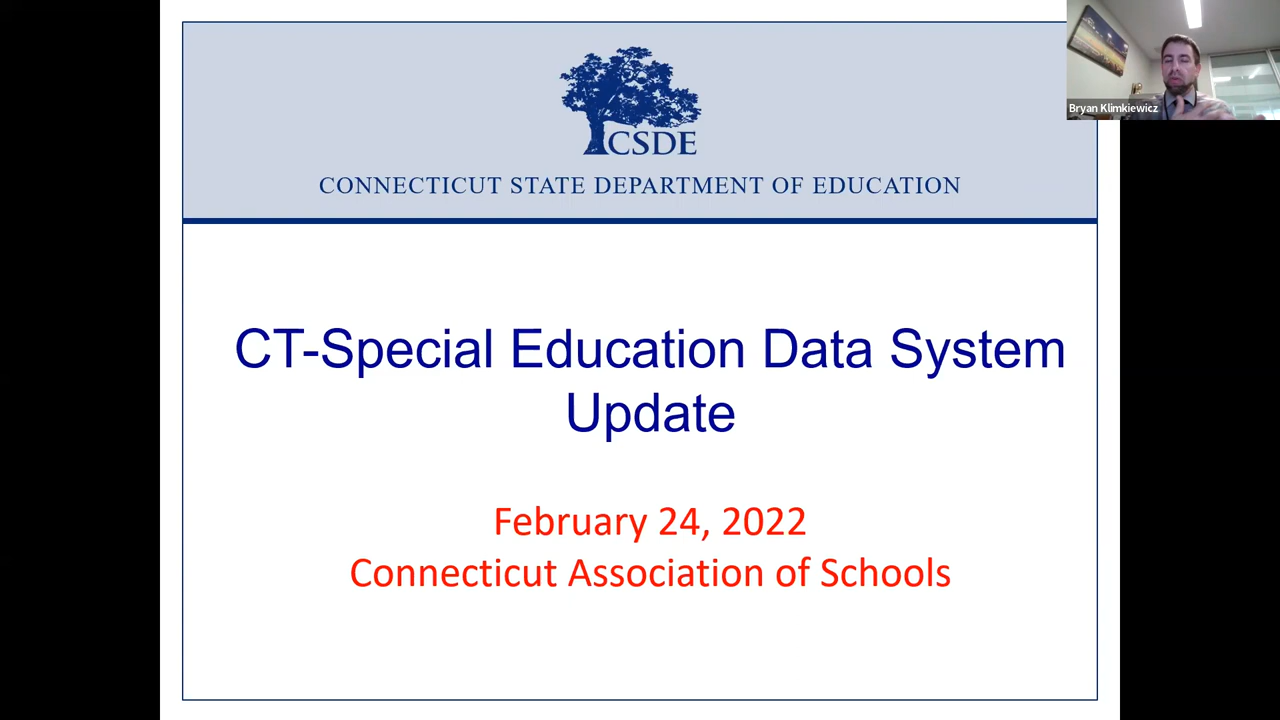 CSDE
CONNECTICUT STATE DEPARTMENT OF EDUCATION
Bryan Klimkiewicz
CT-Special Education Data System
Update
February 24, 2022
Connecticut Association of Schools